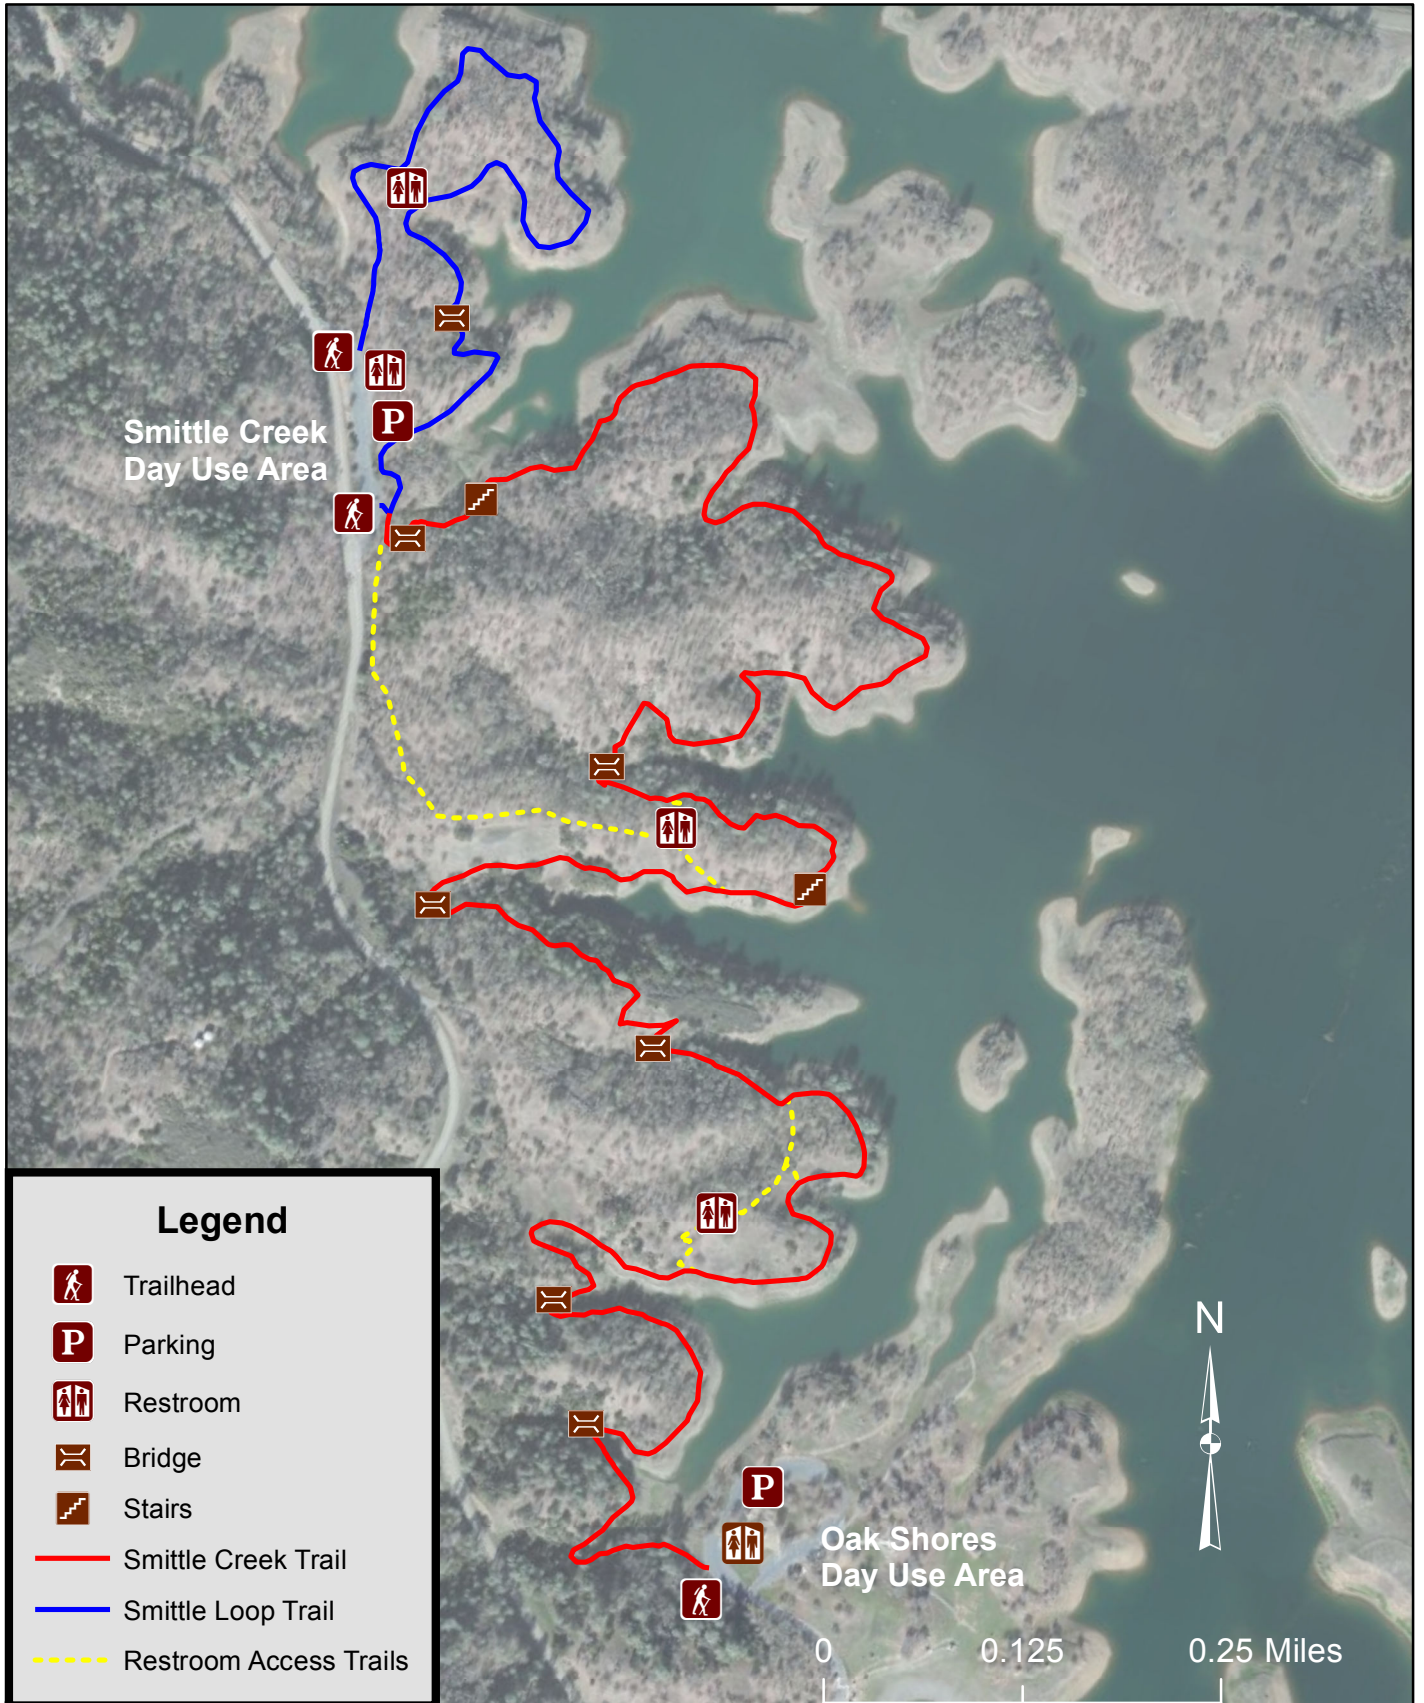 P
Smittle Creek
Day Use Area
Legend
Trailhead
P
Parking
Restroom
Bridge
Stairs
Smittle Creek Trail
Smittle Loop Trail
Restroom Access Trails
N
P
Oak Shores
Day Use Area
0 0.125 0.25 Miles